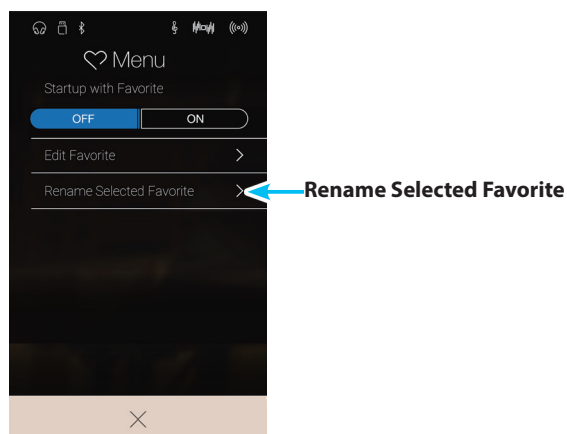 Menu
Startup with Favorite
OFF ON
Edit Favorite
Rename Selected Favorite
Rename Selected Favorite